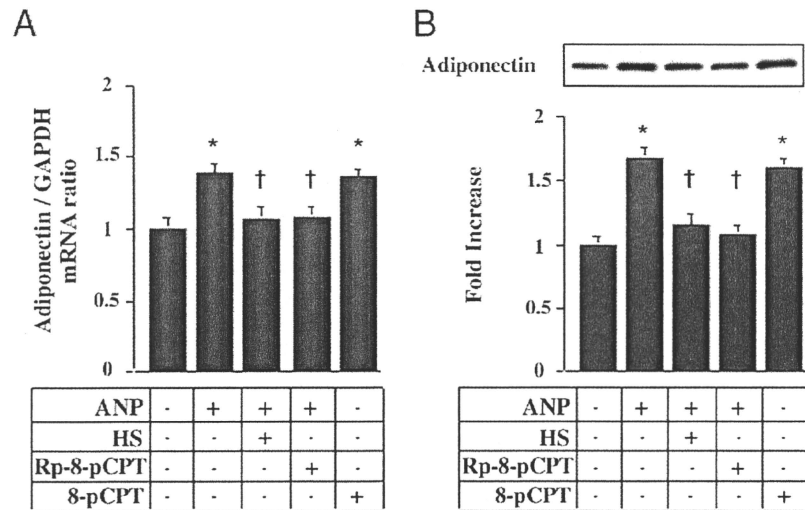 A
Adiponectin / GAPDH
mRNA ratio
2
1.5
1
0.5
0
* † † *
ANP - + + + -
HS - - + - -
Rp-8-pCPT - - - + -
8-pCPT - - - - +
B
Adiponectin
Fold Increase
2
1.5
1
0.5
0
* † † *
ANP - + + + -
HS - - + - -
Rp-8-pCPT - - - + -
8-pCPT - - - - +